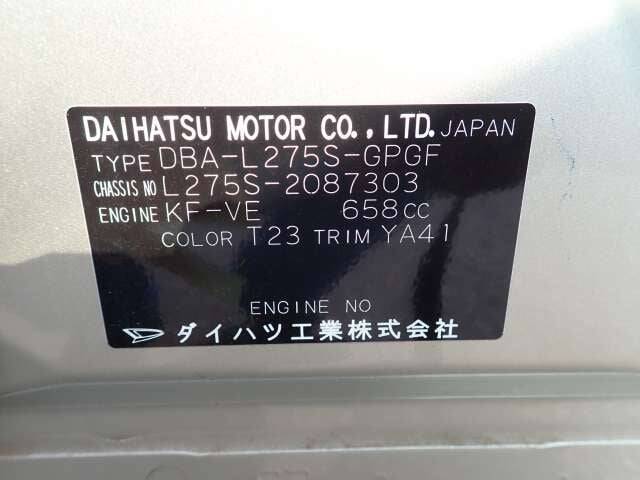 DAIHATSU MOTOR CO., LTD. JAPAN
TYPE DBA-L275S-GPGF
CHASSIS NO L275S-2087303
ENGINE KF-VE 658CC
COLOR T23 TRIM YA41
ENGINE NO
ダイハツ工業株式会社